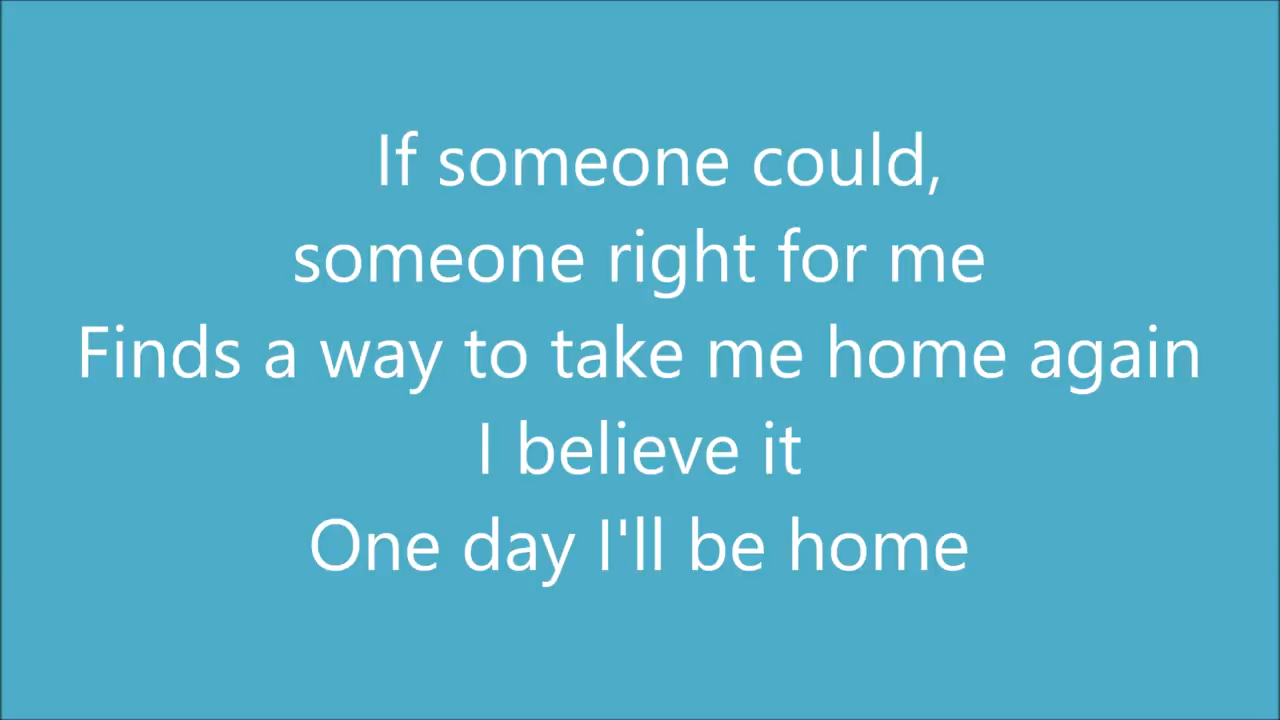 If someone could,
someone right for me
Finds a way to take me home again
I believe it
One day I'll be home